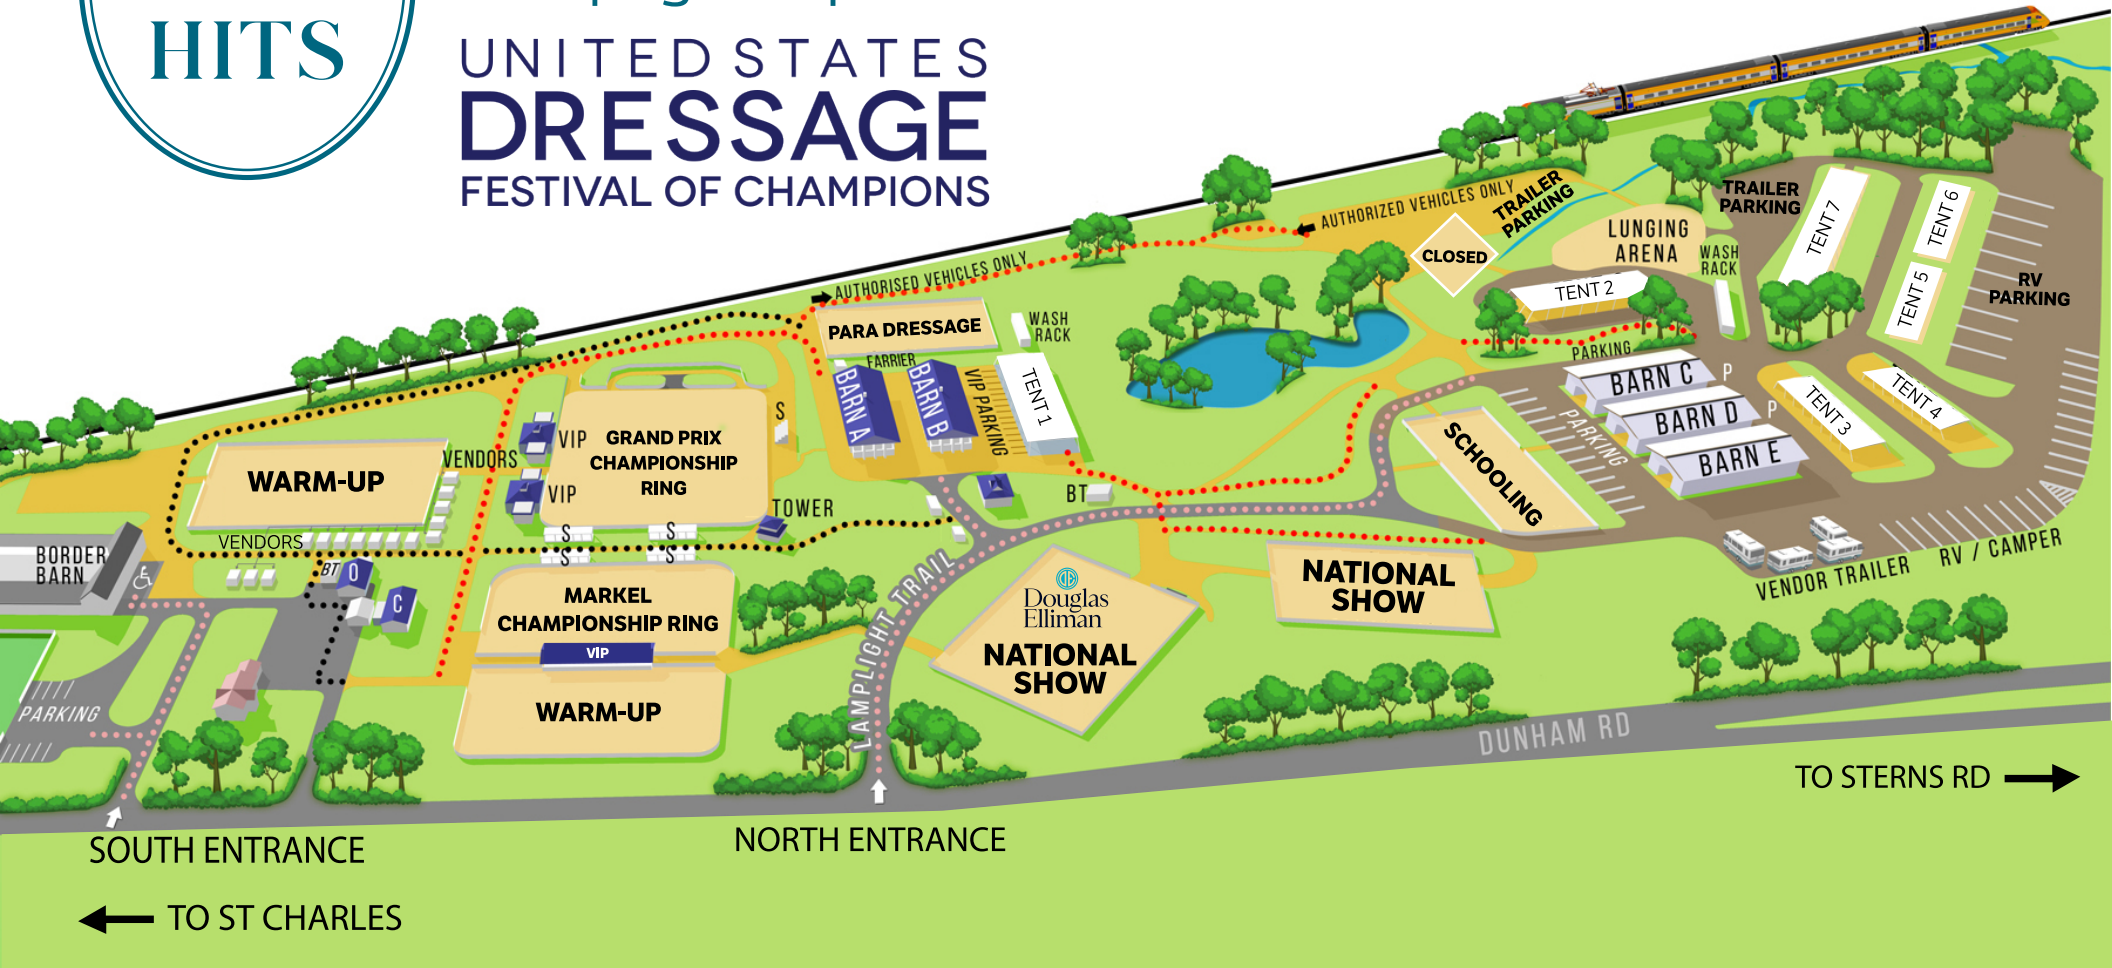 HITS
UNITED STATES
DRESSAGE
FESTIVAL OF CHAMPIONS
AUTHORIZED VEHICLES ONLY
TRAILER
PARKING
CLOSED
LUNGING
ARENA
WASH
RACK
TRAILER
PARKING
TENT 7
TENT 6
TENT 5
RV
PARKING
TENT 2
PARKING
AUTHORISED VEHICLES ONLY
PARA DRESSAGE
WASH
RACK
FARRIER
BARN A
BARN B
VIP PARKING
TENT 1
BARN C
P
BARN D
P
BARN E
TENT 3
TENT 4
PARKING
SCHOOLING
S
VIP
GRAND PRIX
CHAMPIONSHIP
RING
VIP
VENDORS
WARM-UP
VENDORS
TOWER
BT
S
S
S
S
BORDER
BARN
BT
O
C
MARKEL
CHAMPIONSHIP RING
VIP
WARM-UP
LAMPLIGHT TRAIL
Douglas
Elliman
NATIONAL
SHOW
NATIONAL
SHOW
VENDOR TRAILER
RV / CAMPER
PARKING
DUNHAM RD
TO STERNS RD
SOUTH ENTRANCE
NORTH ENTRANCE
TO ST CHARLES